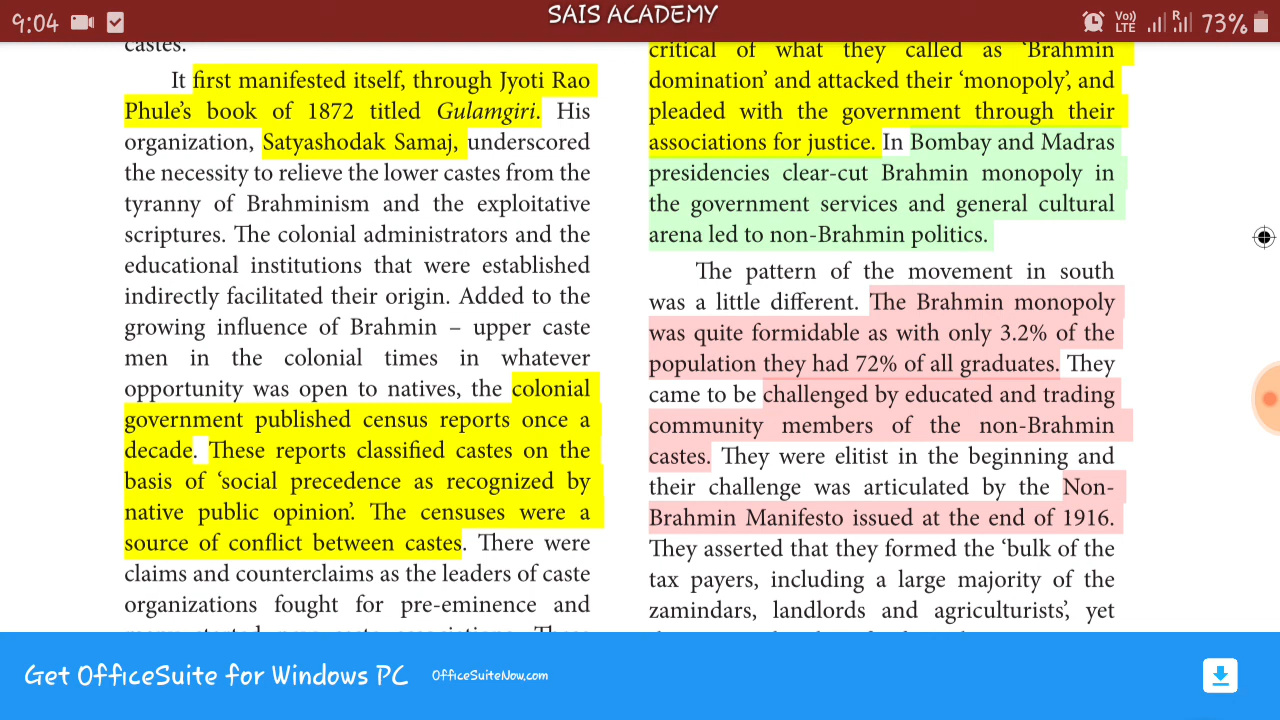 9:04
SAIS ACADEMY
Vo))
LTE
R
73%
castes.
It first manifested itself, through Jyoti Rao
Phule's book of 1872 titled Gulamgiri. His
organization, Satyashodak Samaj, underscored
the necessity to relieve the lower castes from the
tyranny of Brahminism and the exploitative
scriptures. The colonial administrators and the
educational institutions that were established
indirectly facilitated their origin. Added to the
growing influence of Brahmin – upper caste
men in the colonial times in whatever
opportunity was open to natives, the colonial
government published census reports once a
decade. These reports classified castes on the
basis of 'social precedence as recognized by
native public opinion'. The censuses were a
source of conflict between castes. There were
claims and counterclaims as the leaders of caste
organizations fought for pre-eminence and
critical of what they called as 'Brahmin
domination' and attacked their 'monopoly', and
pleaded with the government through their
associations for justice. In Bombay and Madras
presidencies clear-cut Brahmin monopoly in
the government services and general cultural
arena led to non-Brahmin politics.
The pattern of the movement in south
was a little different. The Brahmin monopoly
was quite formidable as with only 3.2% of the
population they had 72% of all graduates. They
came to be challenged by educated and trading
community members of the non-Brahmin
castes. They were elitist in the beginning and
their challenge was articulated by the Non-
Brahmin Manifesto issued at the end of 1916.
They asserted that they formed the 'bulk of the
tax payers, including a large majority of the
zamindars, landlords and agriculturists', yet
Get OfficeSuite for Windows PC
OfficeSuiteNow.com